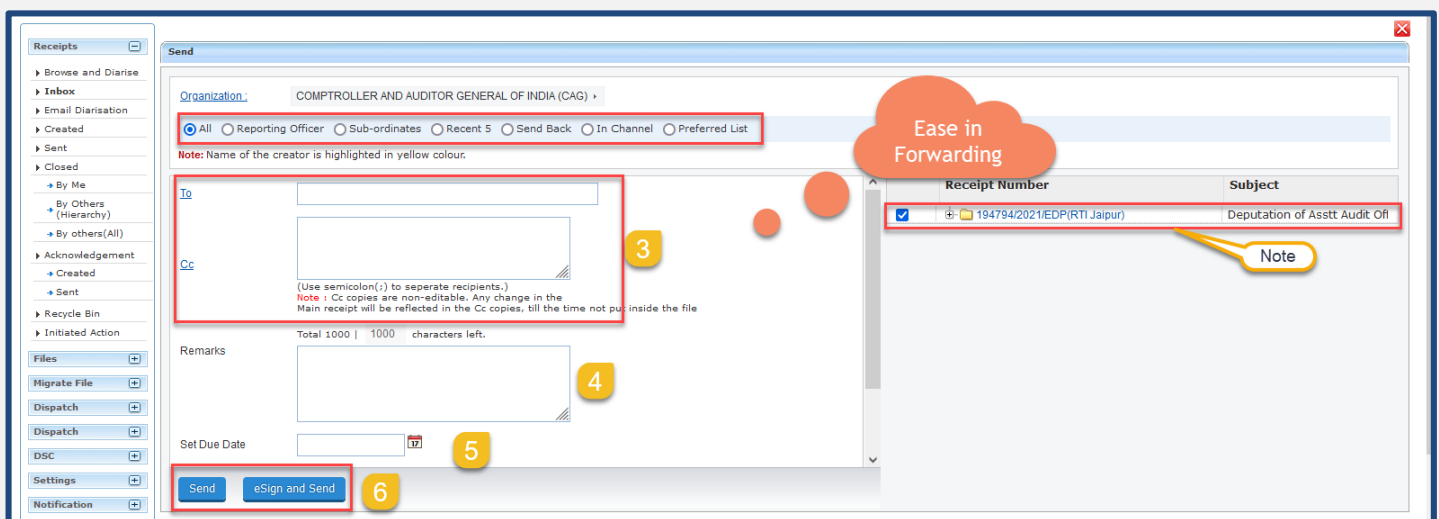 Receipts
Browse and Diarise
Inbox
Email Diarisation
Created
Sent
Closed
By Me
By Others
(Hierarchy)
By others(All)
Acknowledgement
Created
Sent
Recycle Bin
Initiated Action
Files
Migrate File
Dispatch
Dispatch
DSC
Settings
Notification
Send
Organization : COMPTROLLER AND AUDITOR GENERAL OF INDIA (CAG)
All Reporting Officer Sub-ordinates Recent 5 Send Back In Channel Preferred List
Note: Name of the creator is highlighted in yellow colour.
Ease in
Forwarding
To
Cc
3
(Use semicolon(;) to seperate recipients.)
Note : Cc copies are non-editable. Any change in the
Main receipt will be reflected in the Cc copies, till the time not put inside the file
Total 1000 | 1000 characters left.
Remarks
4
Set Due Date
17
5
Send eSign and Send
6
Receipt Number Subject
194794/2021/EDP(RTI Jaipur) Deputation of Asstt Audit Off
Note